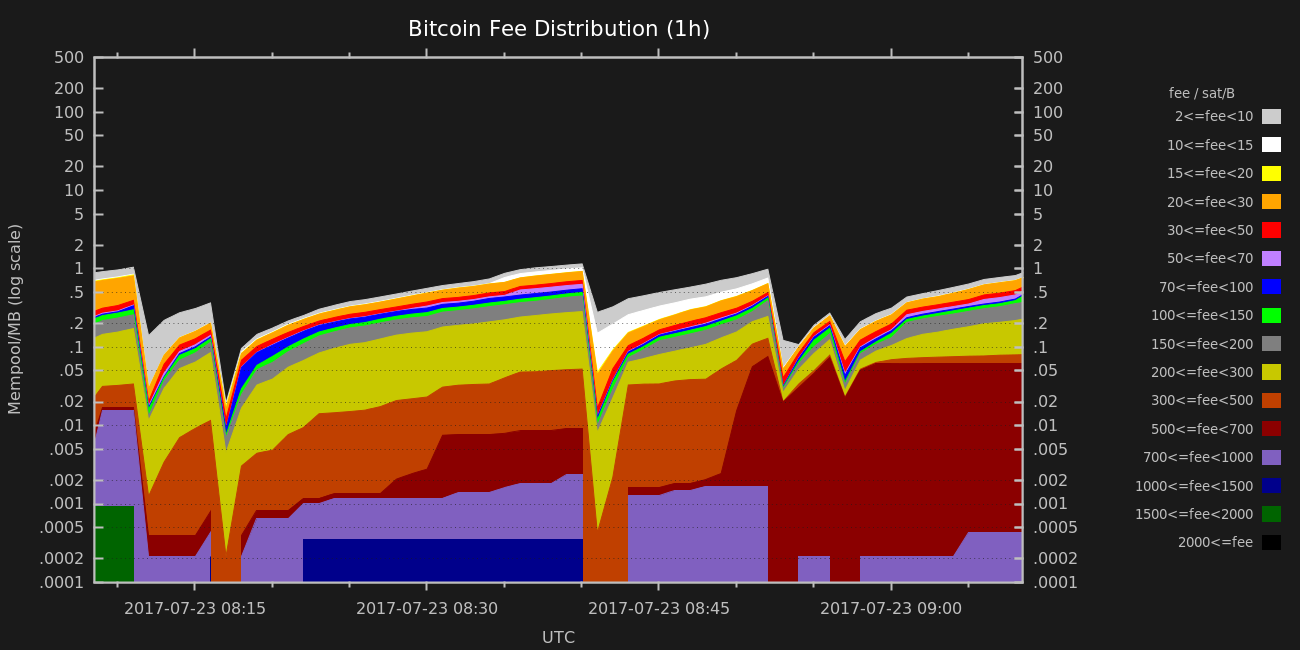 Bitcoin Fee Distribution (1h)
500
200
100
50
20
10
5
2
1
.5
.2
.1
.05
.02
.01
.005
.002
.001
.0005
.0002
.0001
Mempool/MB (log scale)
500
200
100
50
20
10
5
2
1
.5
.2
.1
.05
.02
.01
.005
.002
.001
.0005
.0002
.0001
2017-07-23 08:15
2017-07-23 08:30
2017-07-23 08:45
2017-07-23 09:00
UTC
fee / sat/B
2<=fee<10
10<=fee<15
15<=fee<20
20<=fee<30
30<=fee<50
50<=fee<70
70<=fee<100
100<=fee<150
150<=fee<200
200<=fee<300
300<=fee<500
500<=fee<700
700<=fee<1000
1000<=fee<1500
1500<=fee<2000
2000<=fee